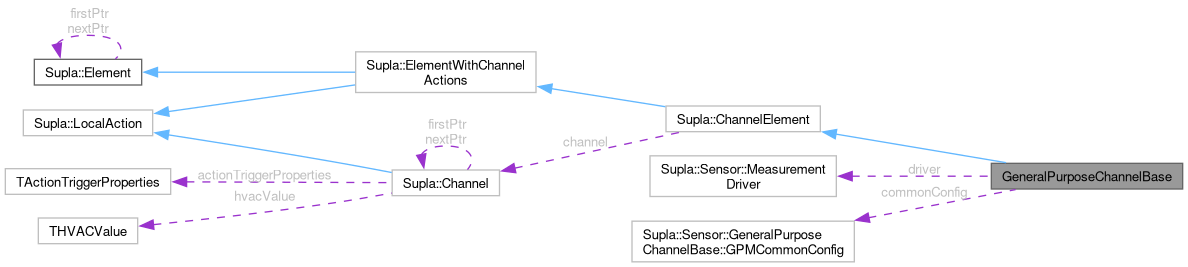 firstPtr
nextPtr
Supla::Element
Supla::ElementWithChannel
Actions
Supla::LocalAction
Supla::ChannelElement
firstPtr
nextPtr
channel
TActionTriggerProperties
actionTriggerProperties
Supla::Channel
Supla::Sensor::Measurement
Driver
driver
GeneralPurposeChannelBase
hvacValue
commonConfig
THVACValue
Supla::Sensor::GeneralPurpose
ChannelBase::GPMCommonConfig